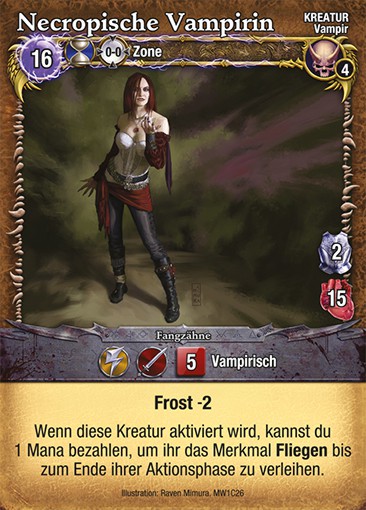 Necropische Vampirin
KREATUR
Vampir
16
0-0 Zone
4
2
15
Fangzähne
5 Vampirisch
Frost -2
Wenn diese Kreatur aktiviert wird, kannst du
1 Mana bezahlen, um ihr das Merkmal Fliegen bis
zum Ende ihrer Aktionsphase zu verleihen.
Illustration: Raven Mimura. MW1C26